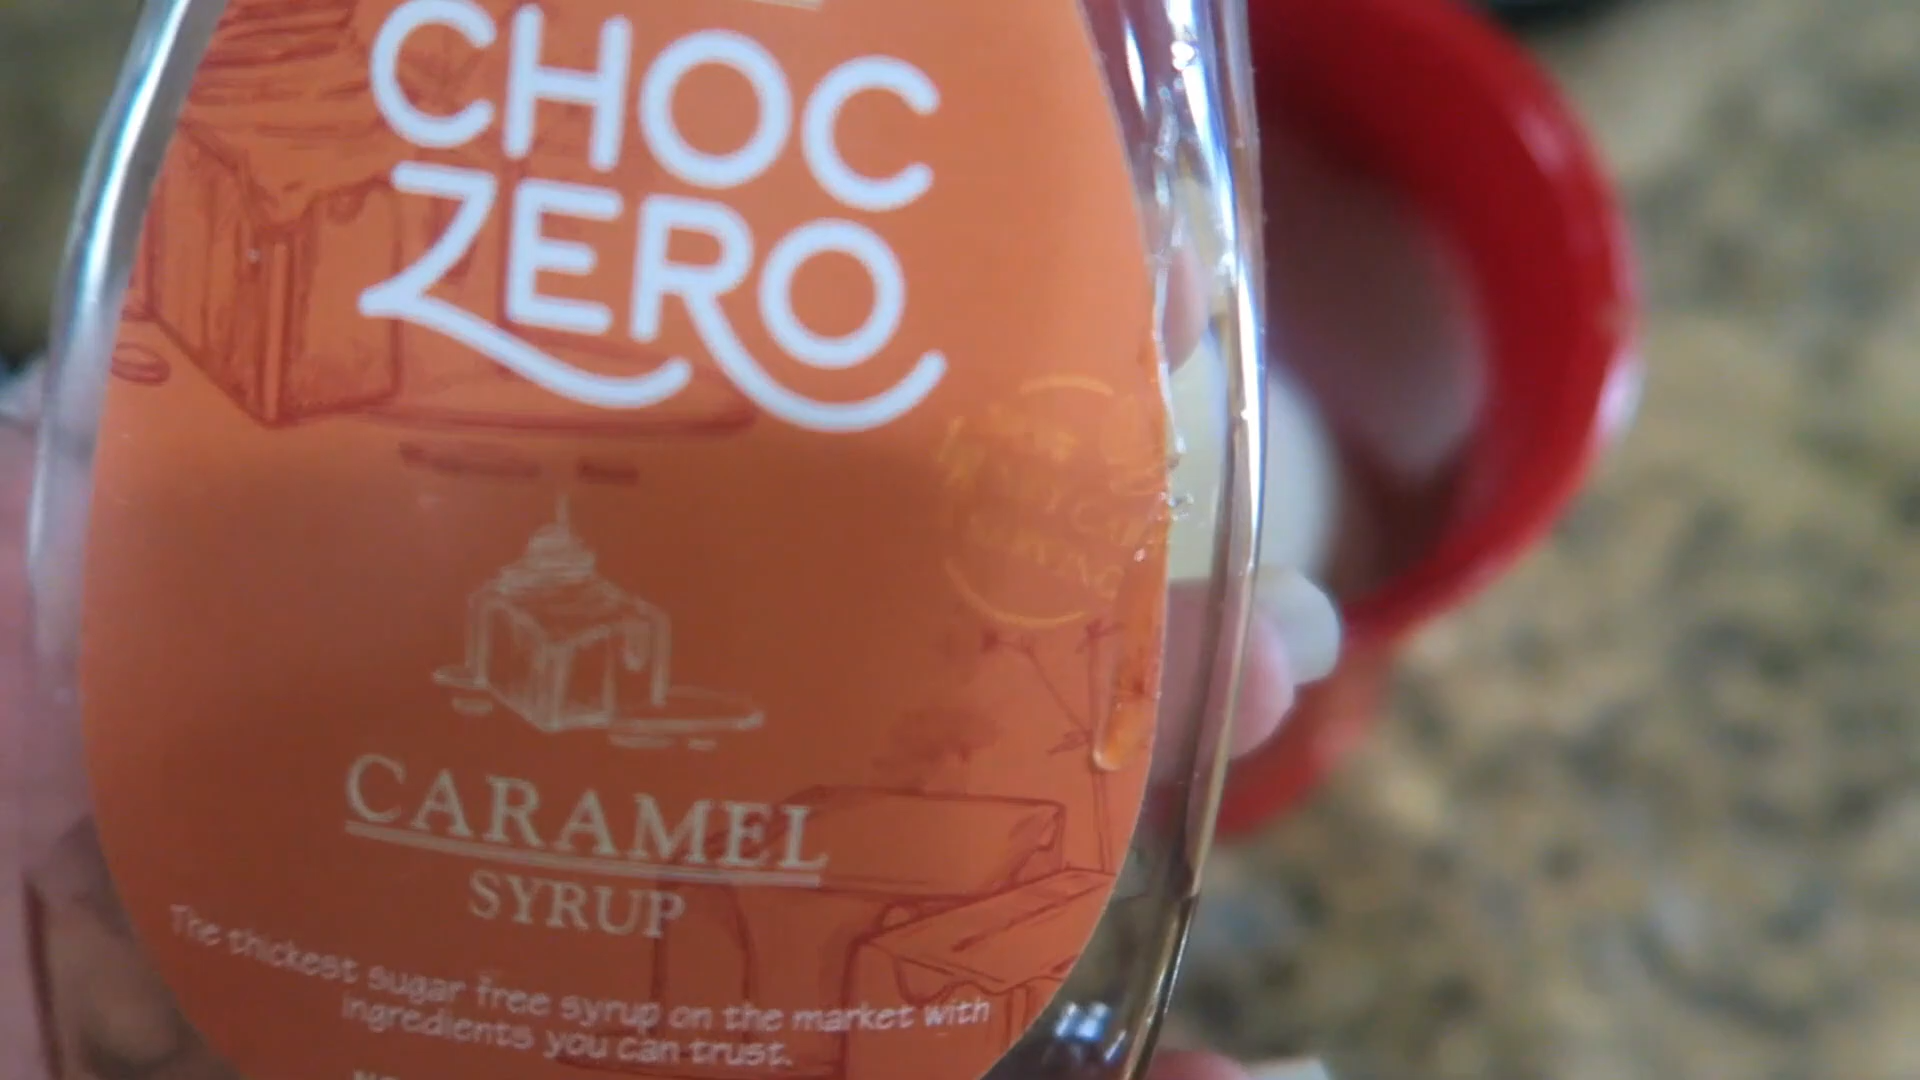 CHOC
ZERO
CARAMEL
SYRUP
The thickest sugar free syrup on the market with
ingredients you can trust.